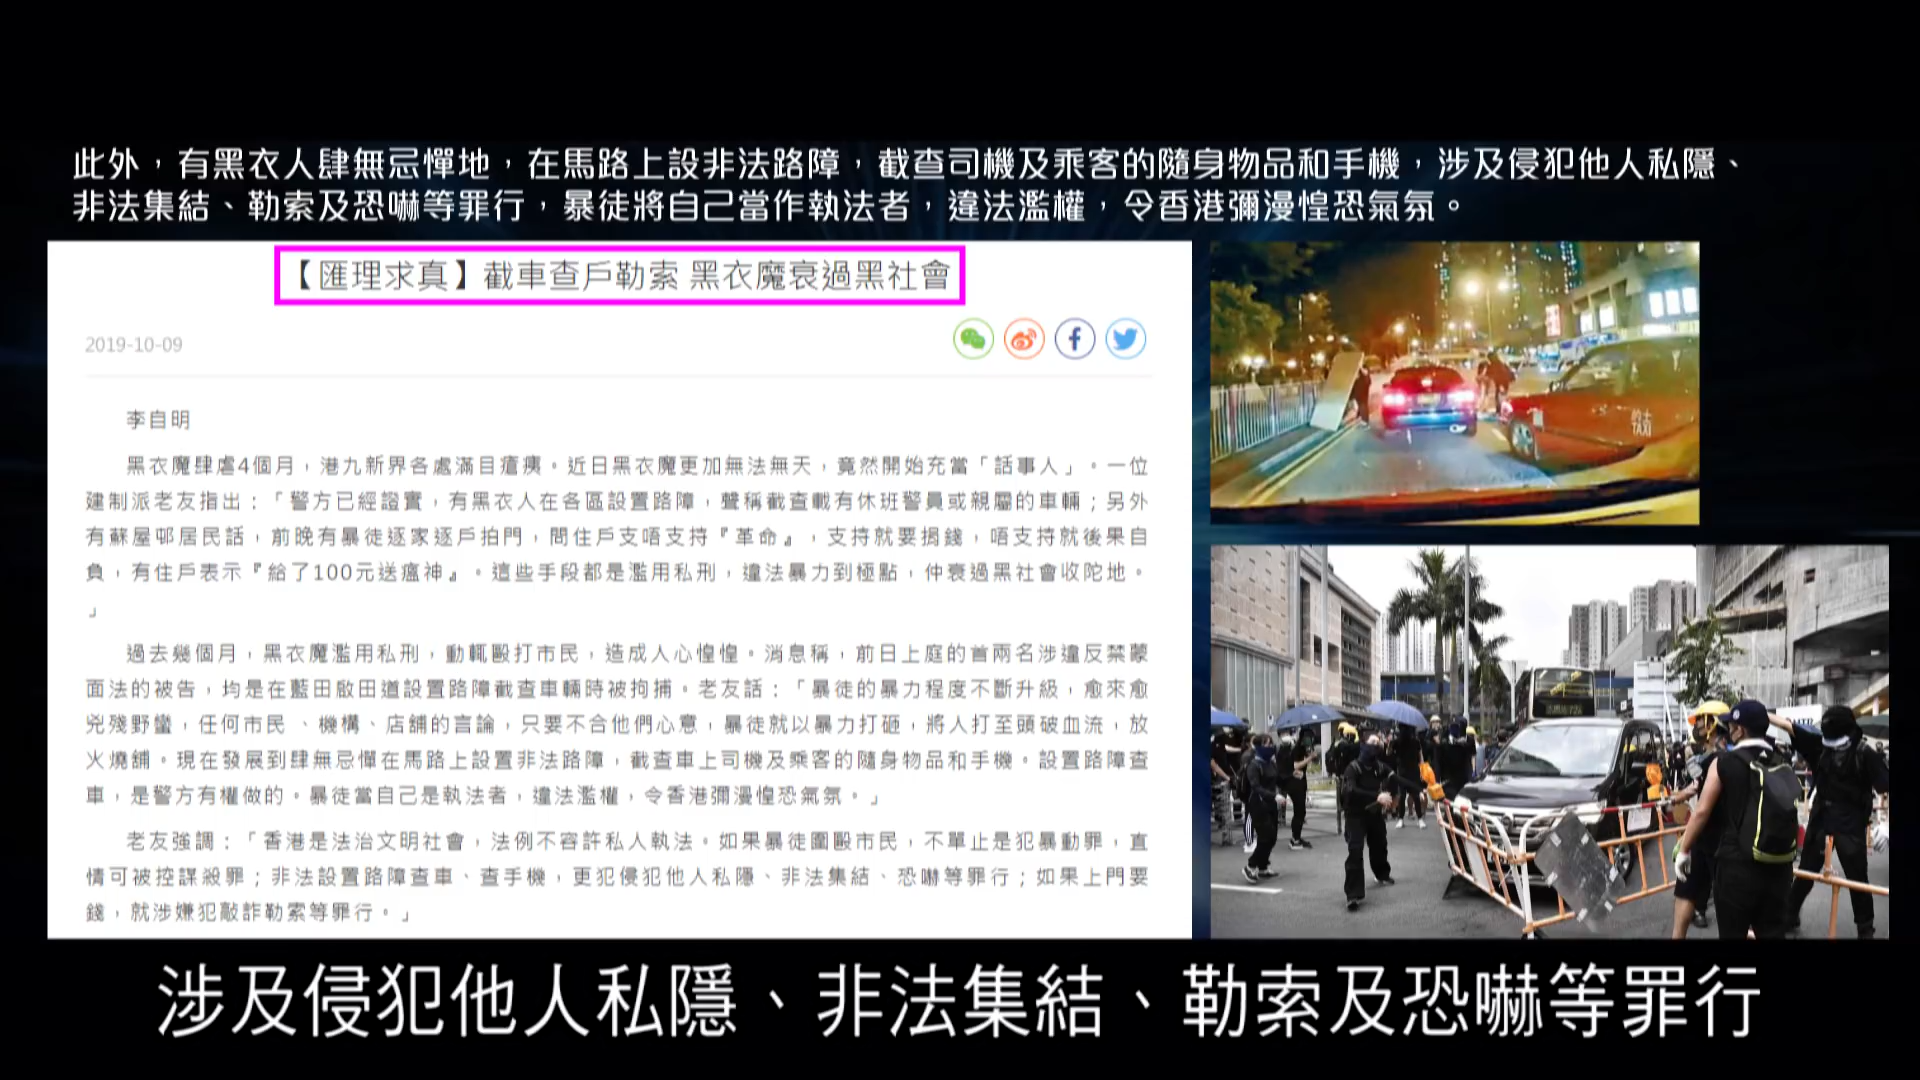 此外，有黑衣人肆無忌憚地，在馬路上設非法路障，截查司機及乘客的隨身物品和手機，涉及侵犯他人私隱、
非法集結、勒索及恐嚇等罪行，暴徒將自己當作執法者，違法濫權，令香港彌漫惶恐氣氛。
【匯理求真】截車查戶勒索 黑衣魔衰過黑社會
2019-10-09
李自明
黑衣魔肆虐4個月，港九新界各處滿目瘡痍。近日黑衣魔更加無法無天，竟然開始充當「話事人」。一位
建制派老友指出：「警方已經證實，有黑衣人在各區設置路障，聲稱截查載有休班警員或親屬的車輛；另外
有蘇屋邨居民話，前晚有暴徒逐家逐戶拍門，問住戶支唔支持『革命』，支持就要捐錢，唔支持就後果自
負，有住戶表示『給了100元送瘟神』。這些手段都是濫用私刑，違法暴力到極點，仲衰過黑社會收陀地。
」
過去幾個月，黑衣魔濫用私刑，動輒毆打市民，造成人心惶惶。消息稱，前日上庭的首兩名涉違反禁蒙
面法的被告，均是在藍田啟田道設置路障截查車輛時被拘捕。老友話：「暴徒的暴力程度不斷升級，愈來愈
兇殘野蠻，任何市民 、機構、店舖的言論，只要不合他們心意，暴徒就以暴力打砸，將人打至頭破血流，放
火燒舖。現在發展到肆無忌憚在馬路上設置非法路障，截查車上司機及乘客的隨身物品和手機。設置路障查
車，是警方有權做的。暴徒當自己是執法者，違法濫權，令香港彌漫惶恐氣氛。」
老友強調：「香港是法治文明社會，法例不容許私人執法。如果暴徒圍毆市民，不單止是犯暴動罪，直
情可被控謀殺罪；非法設置路障查車、查手機，更犯侵犯他人私隱、非法集結、恐嚇等罪行；如果上門要
錢，就涉嫌犯敲詐勒索等罪行。」
的士
TAXI
涉及侵犯他人私隱、非法集結、勒索及恐嚇等罪行